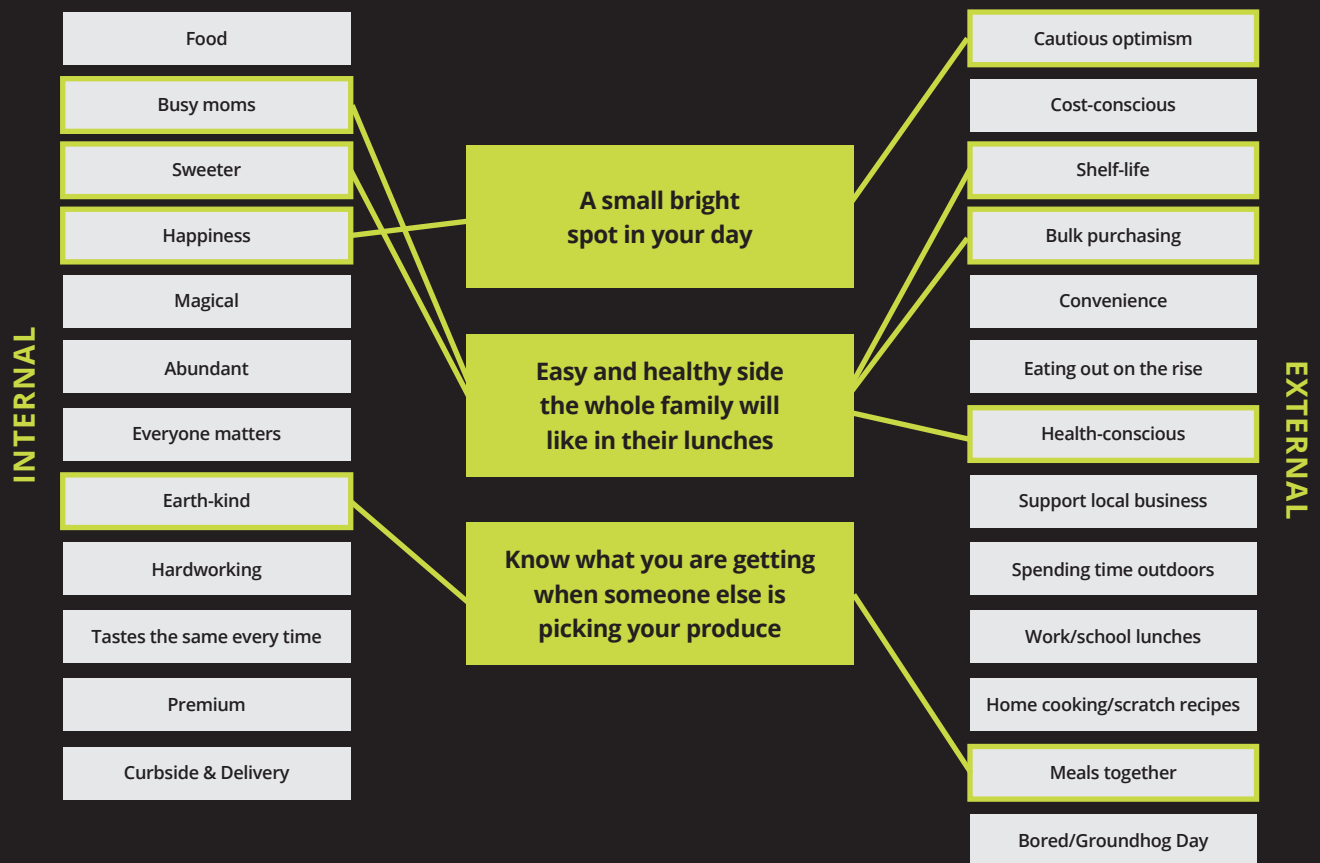 INTERNAL
Food
Busy moms
Sweeter
Happiness
Magical
Abundant
Everyone matters
Earth-kind
Hardworking
Tastes the same every time
Premium
Curbside & Delivery
A small bright
spot in your day
Easy and healthy side
the whole family will
like in their lunches
Know what you are getting
when someone else is
picking your produce
Cautious optimism
Cost-conscious
Shelf-life
Bulk purchasing
Convenience
Eating out on the rise
Health-conscious
Support local business
Spending time outdoors
Work/school lunches
Home cooking/scratch recipes
Meals together
Bored/Groundhog Day
EXTERNAL